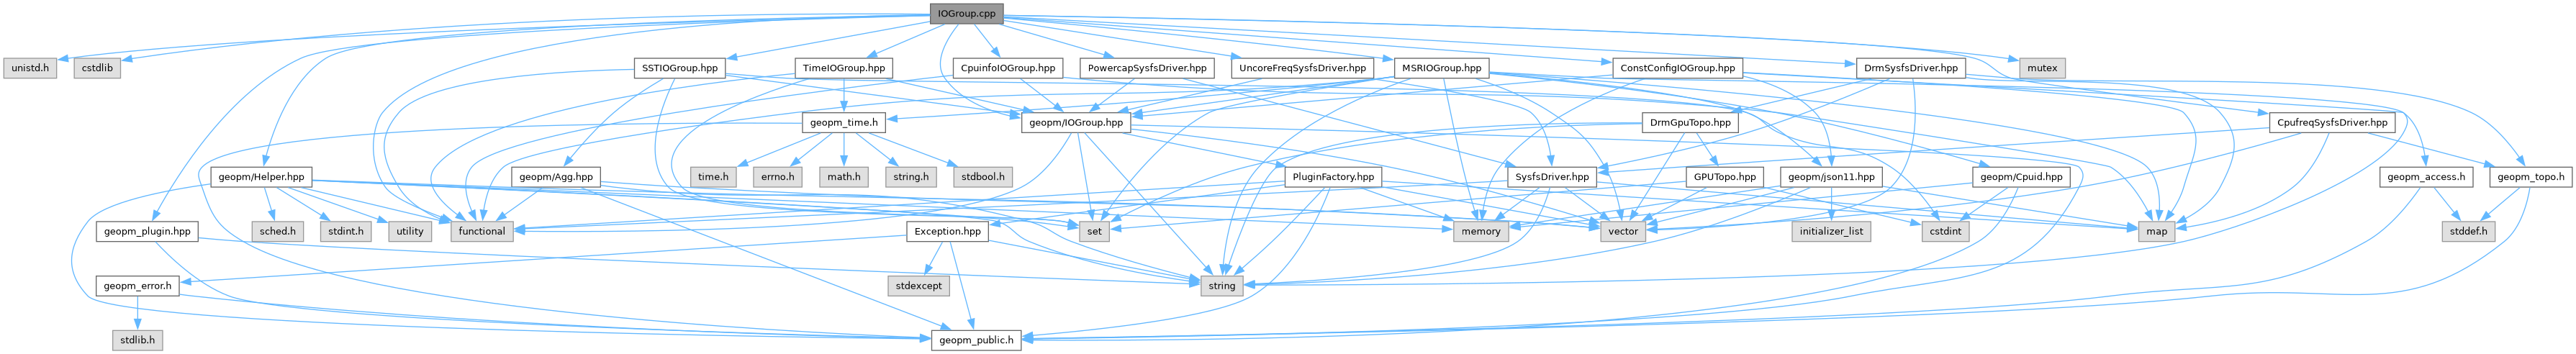 IOGroup.cpp
unistd.h
cstdlib
SSTIOGroup.hpp
TimeIOGroup.hpp
CpuinfoIOGroup.hpp
PowercapSysfsDriver.hpp
UncoreFreqSysfsDriver.hpp
MSRIOGroup.hpp
ConstConfigIOGroup.hpp
DrmSysfsDriver.hpp
mutex
geopm_time.h
geopm/IOGroup.hpp
DrmGpuTopo.hpp
CpufreqSysfsDriver.hpp
geopm/Helper.hpp
geopm/Agg.hpp
time.h
errno.h
math.h
string.h
stdbool.h
PluginFactory.hpp
SysfsDriver.hpp
GPUTopo.hpp
geopm/json11.hpp
geopm/Cpuid.hpp
geopm_access.h
geopm_topo.h
geopm_plugin.hpp
sched.h
stdint.h
utility
functional
Exception.hpp
set
memory
vector
initializer_list
cstdint
map
stddef.h
geopm_error.h
stdexcept
string
stdlib.h
geopm_public.h